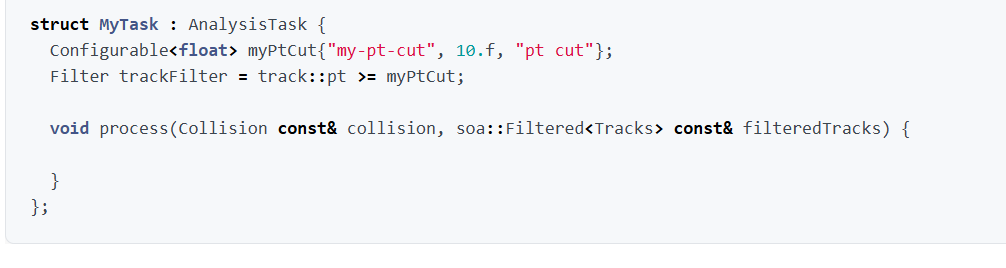 struct MyTask : AnalysisTask {
  Configurable<float> myPtCut{"my-pt-cut", 10.f, "pt cut"};
  Filter trackFilter = track::pt >= myPtCut;
  void process(Collision const& collision, soa::Filtered<Tracks> const& filteredTracks) {
  }
};